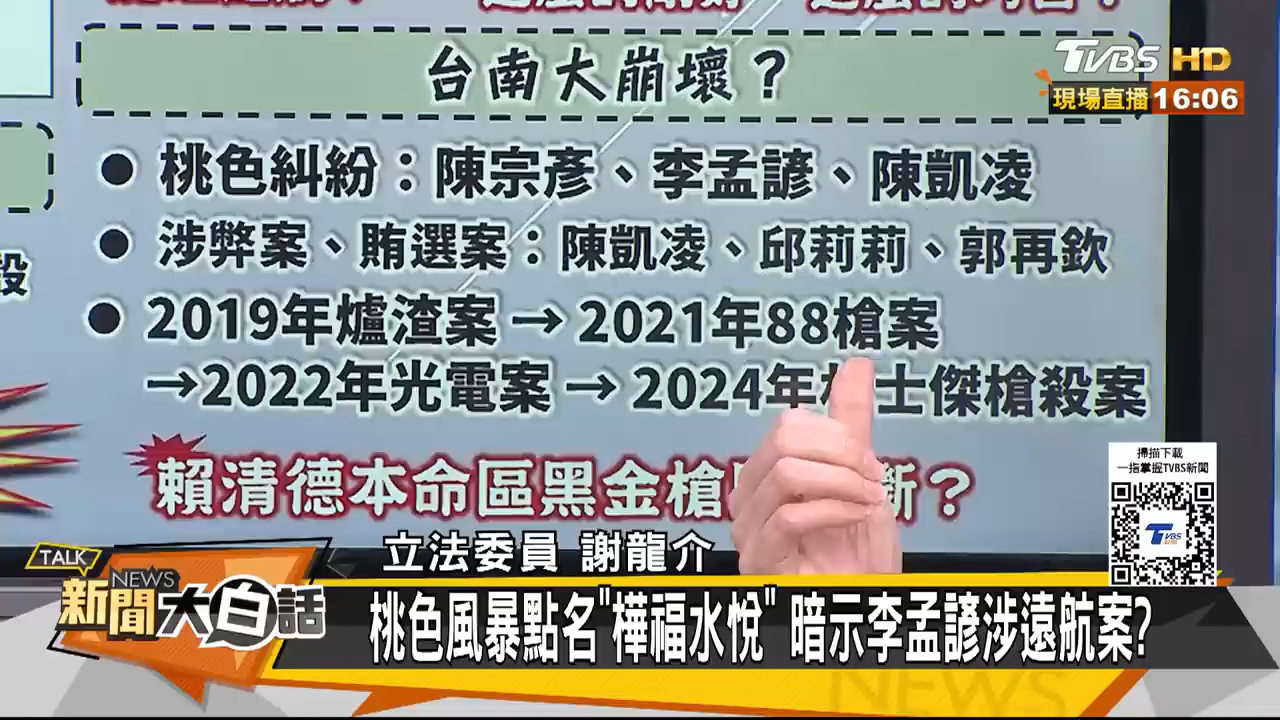 台南大崩壞？
TVBS HD
現場直播 16:06
● 桃色糾紛：陳宗彥、李孟諺、陳凱凌
● 涉弊案、賄選案：陳凱凌、邱莉莉、郭再欽
● 2019年爐渣案→2021年88槍案
→2022年光電案→2024年 士傑槍殺案
賴清德本命區黑金槍 斷？
掃描下載
一指掌握TVBS新聞
TVBS
立法委員 謝龍介
TALK
NEWS
新聞大白話
桃色風暴點名"樺福水悅" 暗示李孟諺涉遠航案?
NEWS